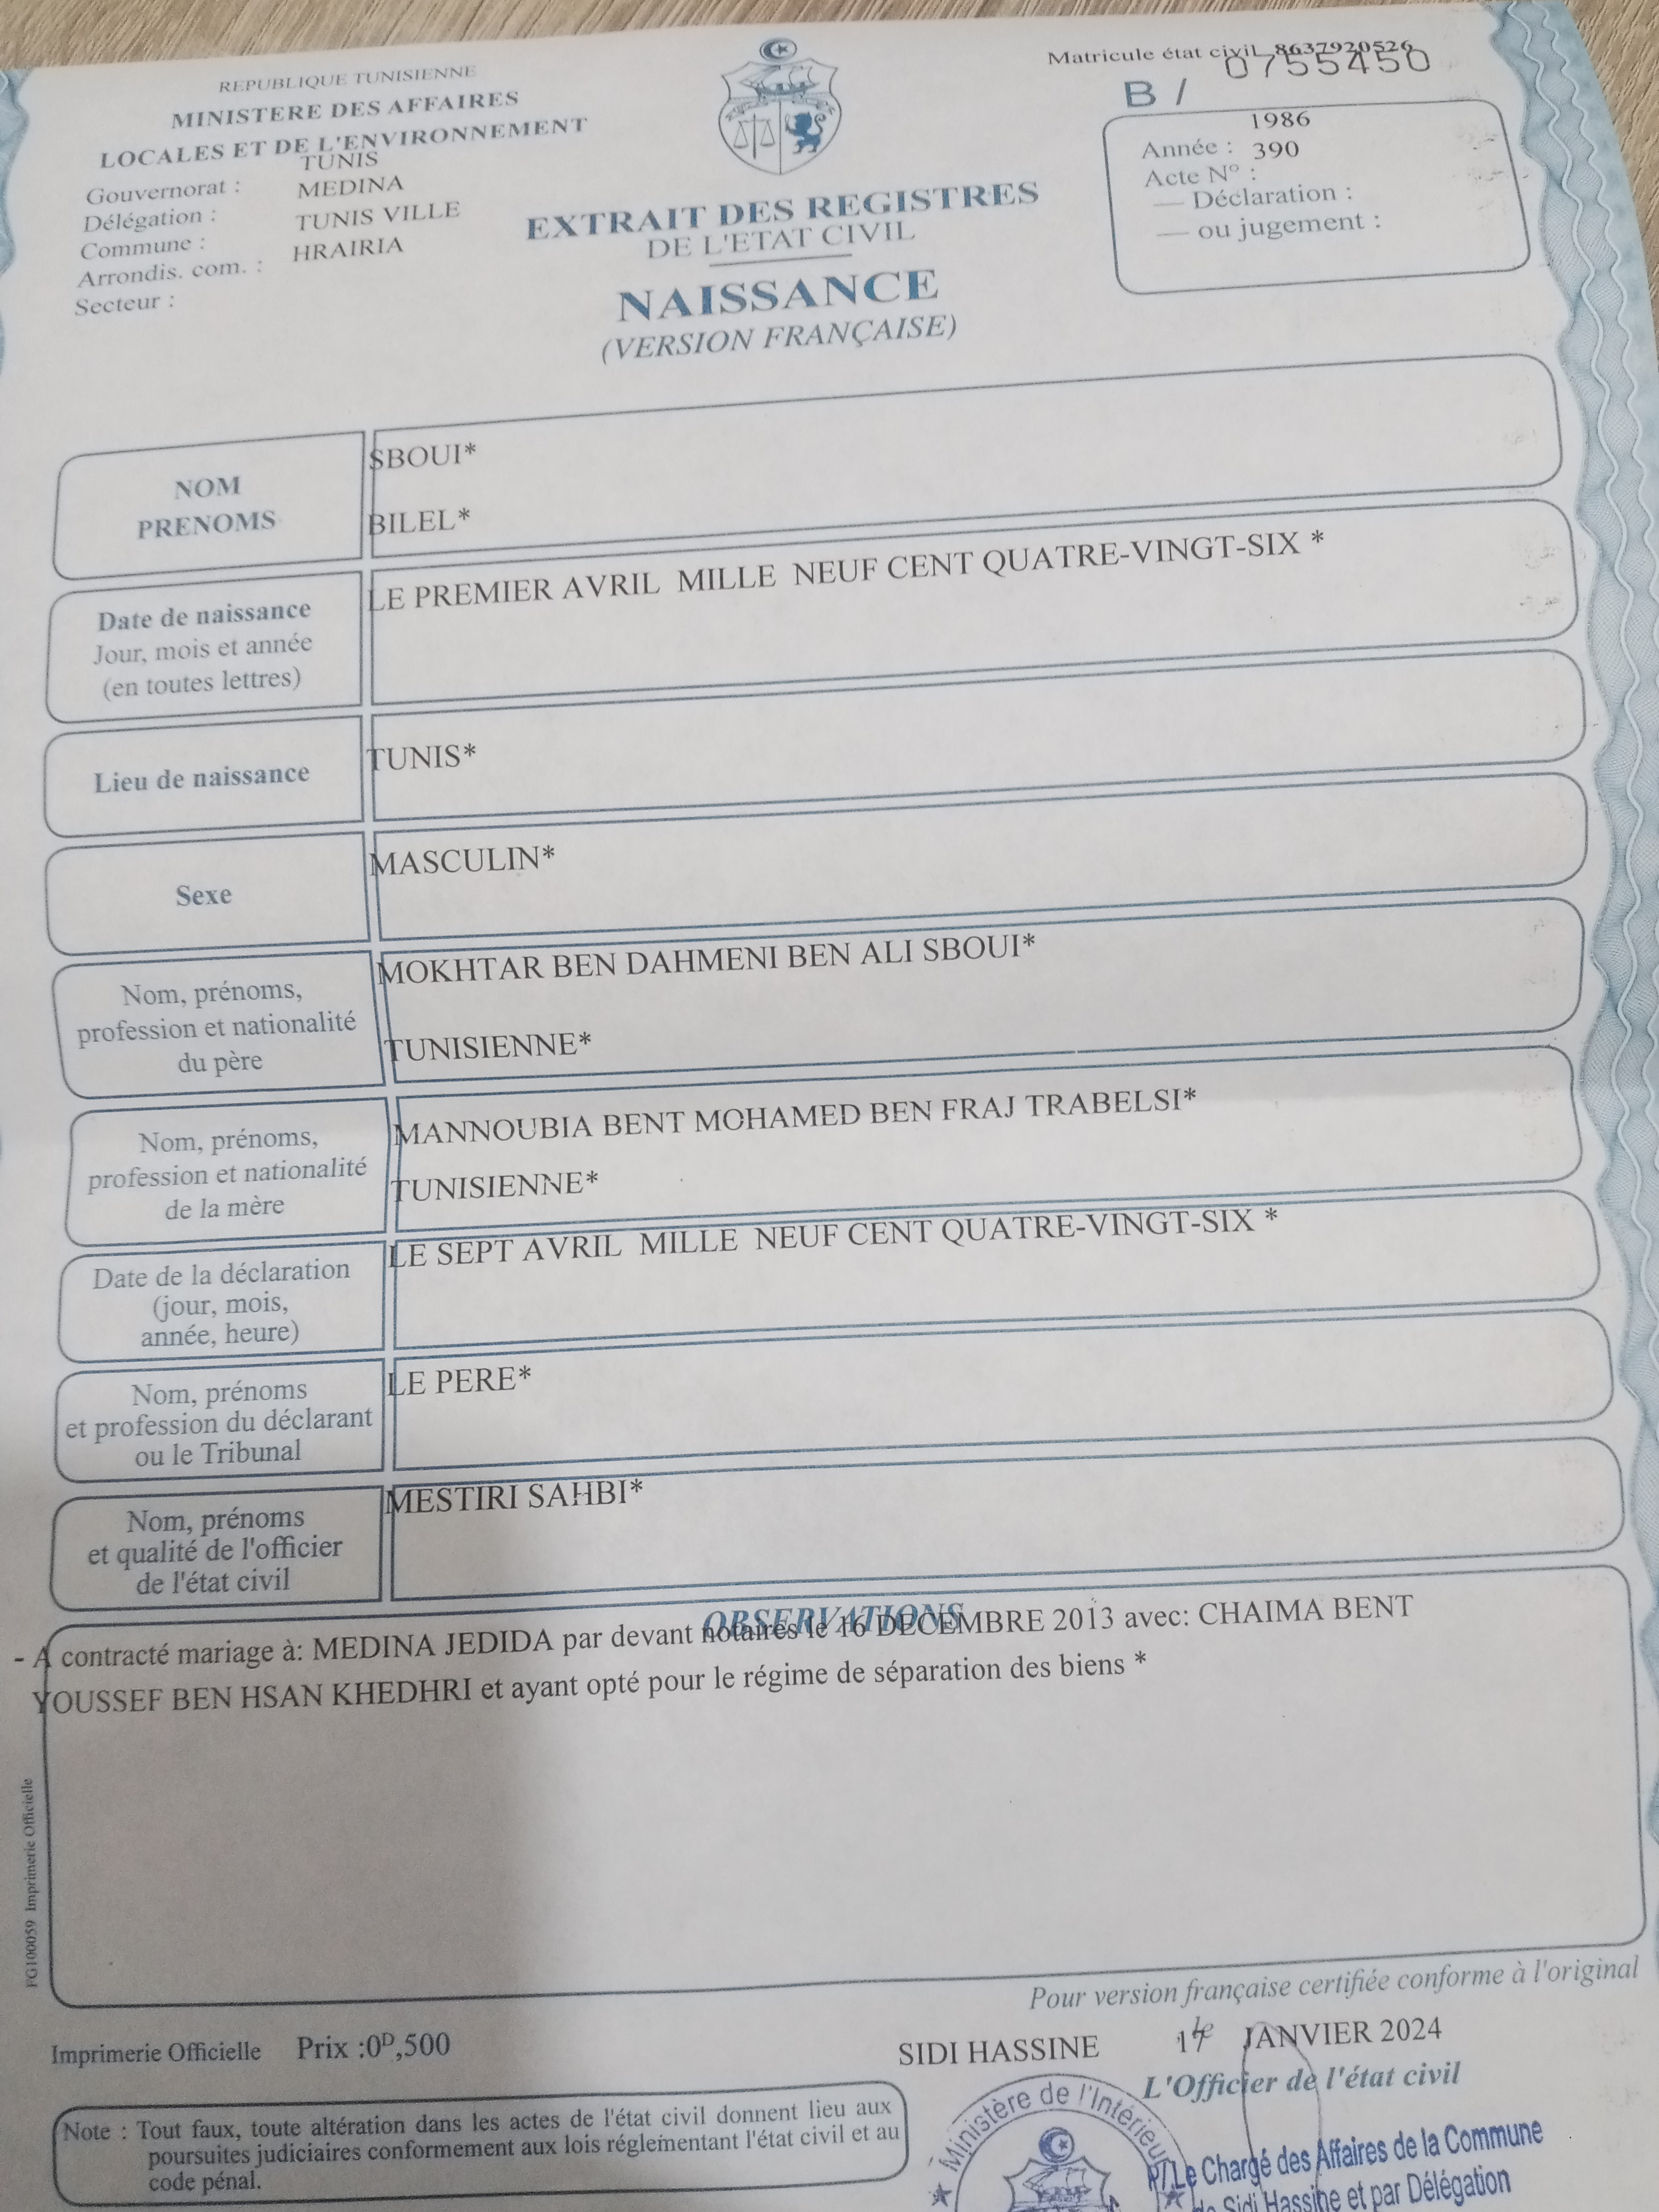 REPUBLIQUE TUNISIENNE
MINISTERE DES AFFAIRES
LOCALES ET DE L'ENVIRONNEMENT
Gouvernorat : TUNIS
Délégation : MEDINA
Commune : TUNIS VILLE
Arrondis. com. : HRAIRIA
Secteur :
EXTRAIT DES REGISTRES
DE L'ETAT CIVIL
NAISSANCE
(VERSION FRANÇAISE)
Matricule état civil 8637920526
B / 0755450
Année : 1986
Acte N° : 390
— Déclaration :
— ou jugement :
NOM SBOUI*
PRENOMS BILEL*
Date de naissance
Jour, mois et année
(en toutes lettres)
LE PREMIER AVRIL MILLE NEUF CENT QUATRE-VINGT-SIX *
Lieu de naissance
TUNIS*
Sexe
MASCULIN*
Nom, prénoms,
profession et nationalité
du père
MOKHTAR BEN DAHMENI BEN ALI SBOUI*
TUNISIENNE*
Nom, prénoms,
profession et nationalité
de la mère
MANNOUBIA BENT MOHAMED BEN FRAJ TRABELSI*
TUNISIENNE*
Date de la déclaration
(jour, mois,
année, heure)
LE SEPT AVRIL MILLE NEUF CENT QUATRE-VINGT-SIX *
Nom, prénoms
et profession du déclarant
ou le Tribunal
LE PERE*
Nom, prénoms
et qualité de l'officier
de l'état civil
MESTIRI SAHBI*
OBSERVATIONS
- A contracté mariage à: MEDINA JEDIDA par devant notaires le 16 DECEMBRE 2013 avec: CHAIMA BENT
YOUSSEF BEN HSAN KHEDHRI et ayant opté pour le régime de séparation des biens *
FG100059 Imprimerie Officielle
Pour version française certifiée conforme à l'original
Imprimerie Officielle Prix :0D,500
SIDI HASSINE le 17 JANVIER 2024
L'Officier de l'état civil
Note : Tout faux, toute altération dans les actes de l'état civil donnent lieu aux
poursuites judiciaires conformement aux lois réglementant l'état civil et au
code pénal.
Ministère de l'Intérieur
P/Le Chargé des Affaires de la Commune
de Sidi Hassine et par Délégation